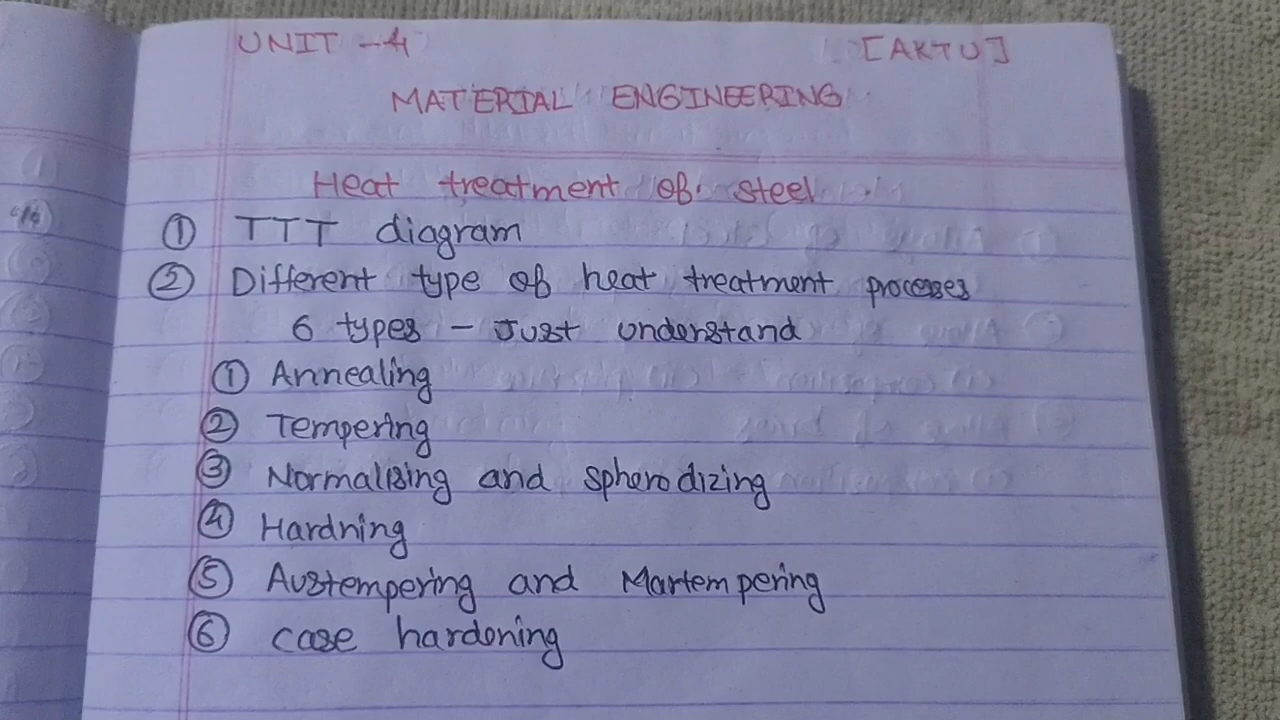 UNIT -4 [AKTU]
MATERIAL ENGINEERING
Heat treatment of steel
① TTT diagram
② Different type of heat treatment processes
6 types - Just understand
① Annealing
② Tempering
③ Normalising and spherodizing
④ Hardning
⑤ Austempering and Martempering
⑥ case hardening